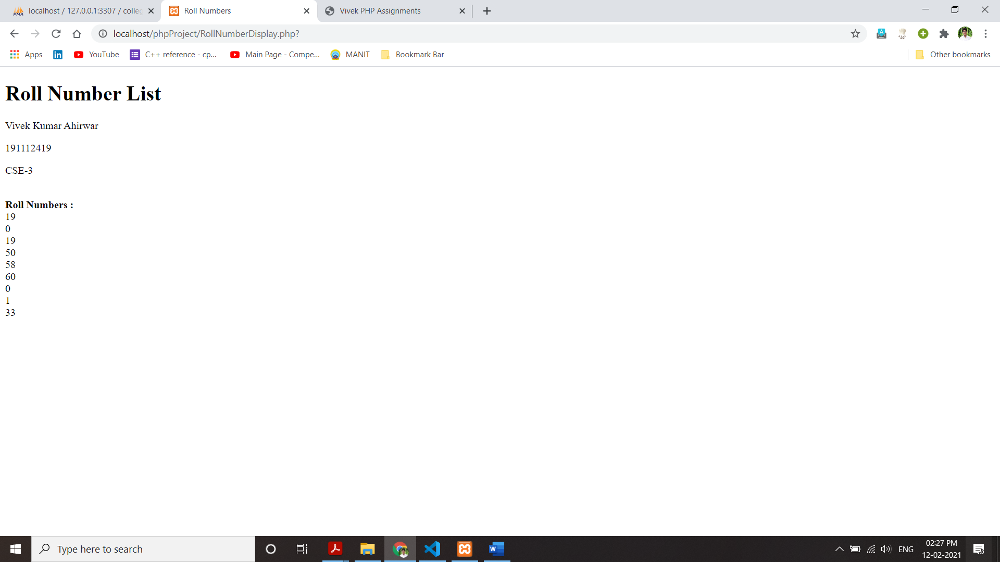 localhost / 127.0.0.1:3307 / colleg
Roll Numbers
Vivek PHP Assignments
localhost/phpProject/RollNumberDisplay.php?
Apps
YouTube
C++ reference - cp...
Main Page - Compe...
MANIT
Bookmark Bar
Other bookmarks
Roll Number List
Vivek Kumar Ahirwar
191112419
CSE-3
Roll Numbers :
19
0
19
50
58
60
0
1
33
Type here to search
ENG
02:27 PM
12-02-2021